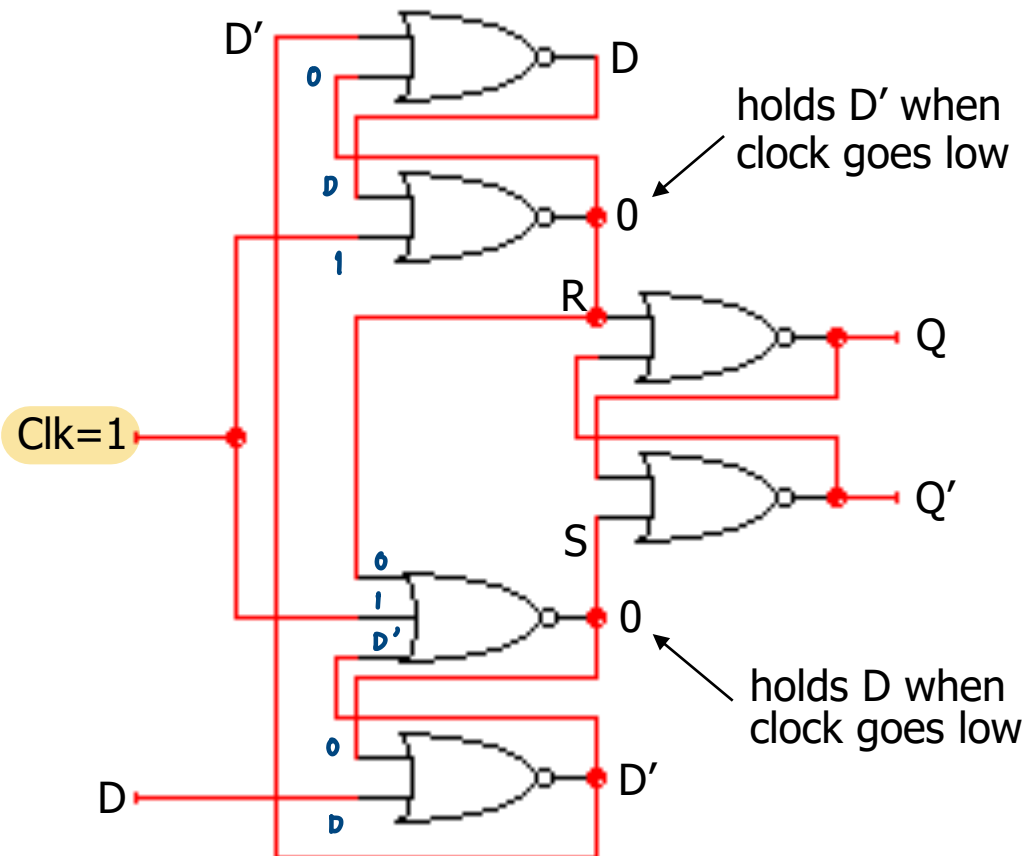 D′
D
0
holds D′ when
clock goes low
D
0
1
R
Q
Clk=1
Q′
S
0
1
0
D′
holds D when
clock goes low
0
D′
D
D